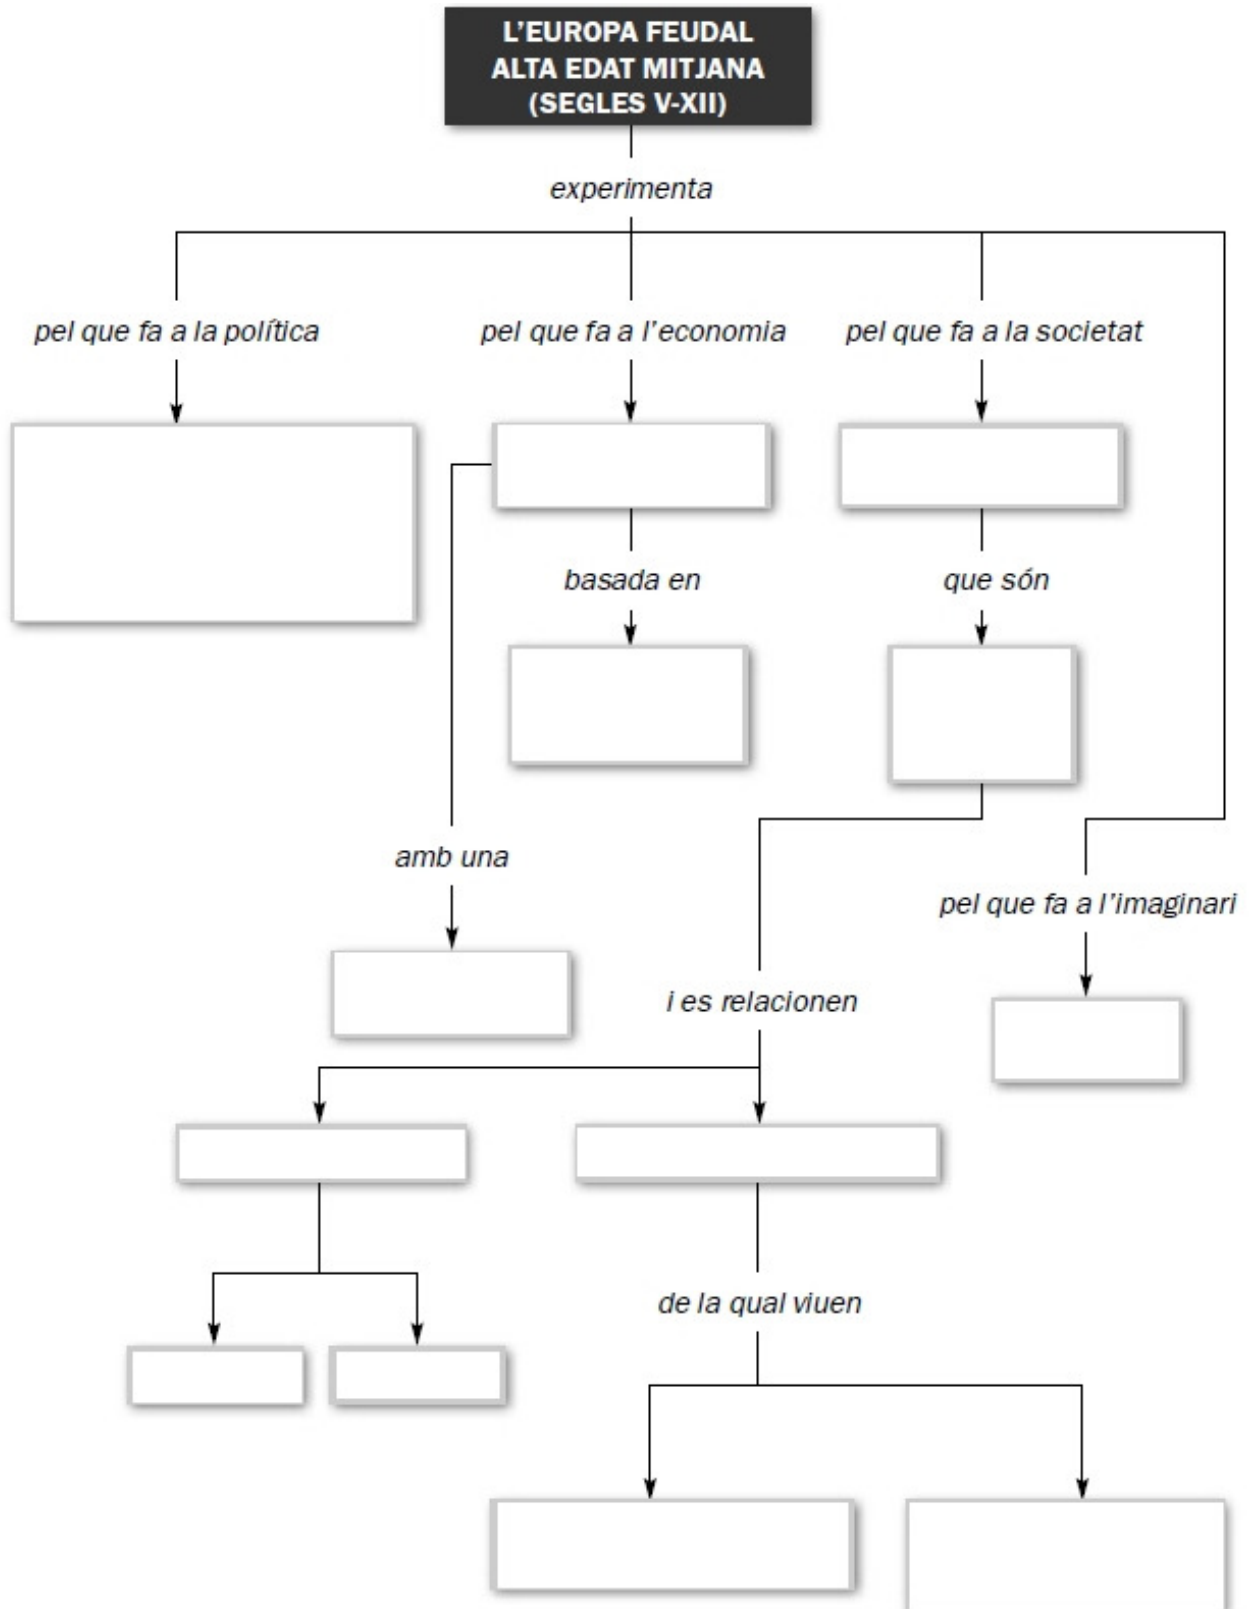 L'EUROPA FEUDAL
ALTA EDAT MITJANA
(SEGLES V-XII)
experimenta
pel que fa a la política
pel que fa a l'economia
pel que fa a la societat
basada en
que són
amb una
pel que fa a l'imaginari
i es relacionen
de la qual viuen